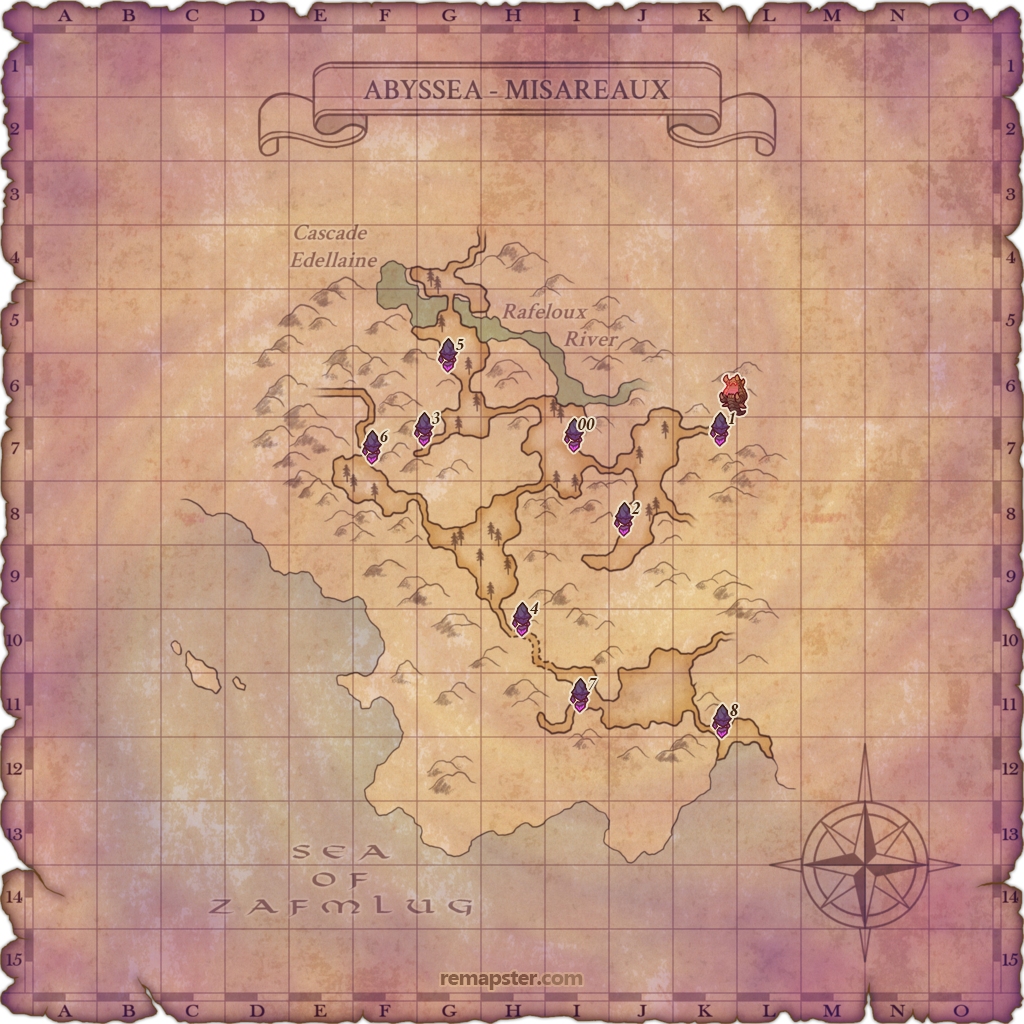 A B C D E F G H I J K L M N O
1 1
ABYSSEA - MISAREAUX
2 2
3 3
Cascade
Edellaine
4 4
Rafeloux
River
5 5
5
6 6
1
3
00
6
7 7
2
8 8
9 9
4
10 10
7
8
11 11
12 12
13 13
SEA
OF
ZAFMLUG
14 14
15 15
remapster.com
A B C D E F G H I J K L M N O